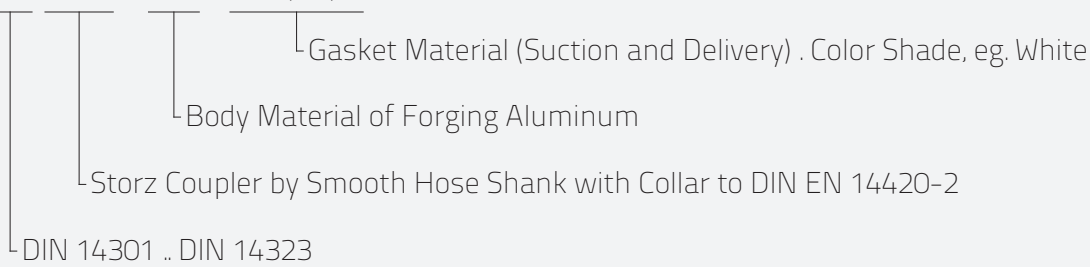 Gasket Material (Suction and Delivery) . Color Shade, eg. White
Body Material of Forging Aluminum
Storz Coupler by Smooth Hose Shank with Collar to DIN EN 14420-2
DIN 14301 .. DIN 14323